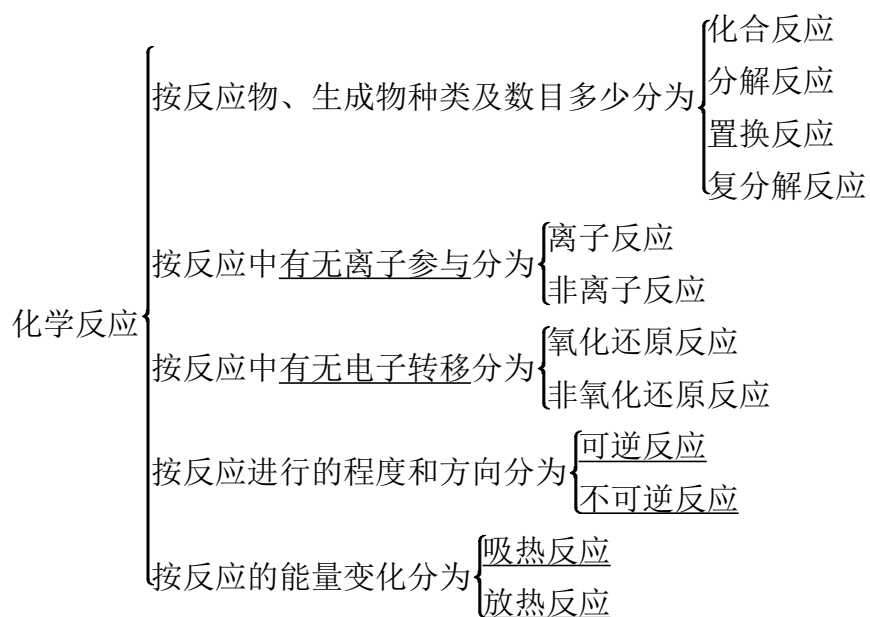 化学反应
按反应物、生成物种类及数目多少分为
化合反应
分解反应
置换反应
复分解反应
按反应中有无离子参与分为
离子反应
非离子反应
按反应中有无电子转移分为
氧化还原反应
非氧化还原反应
按反应进行的程度和方向分为
可逆反应
不可逆反应
按反应的能量变化分为
吸热反应
放热反应